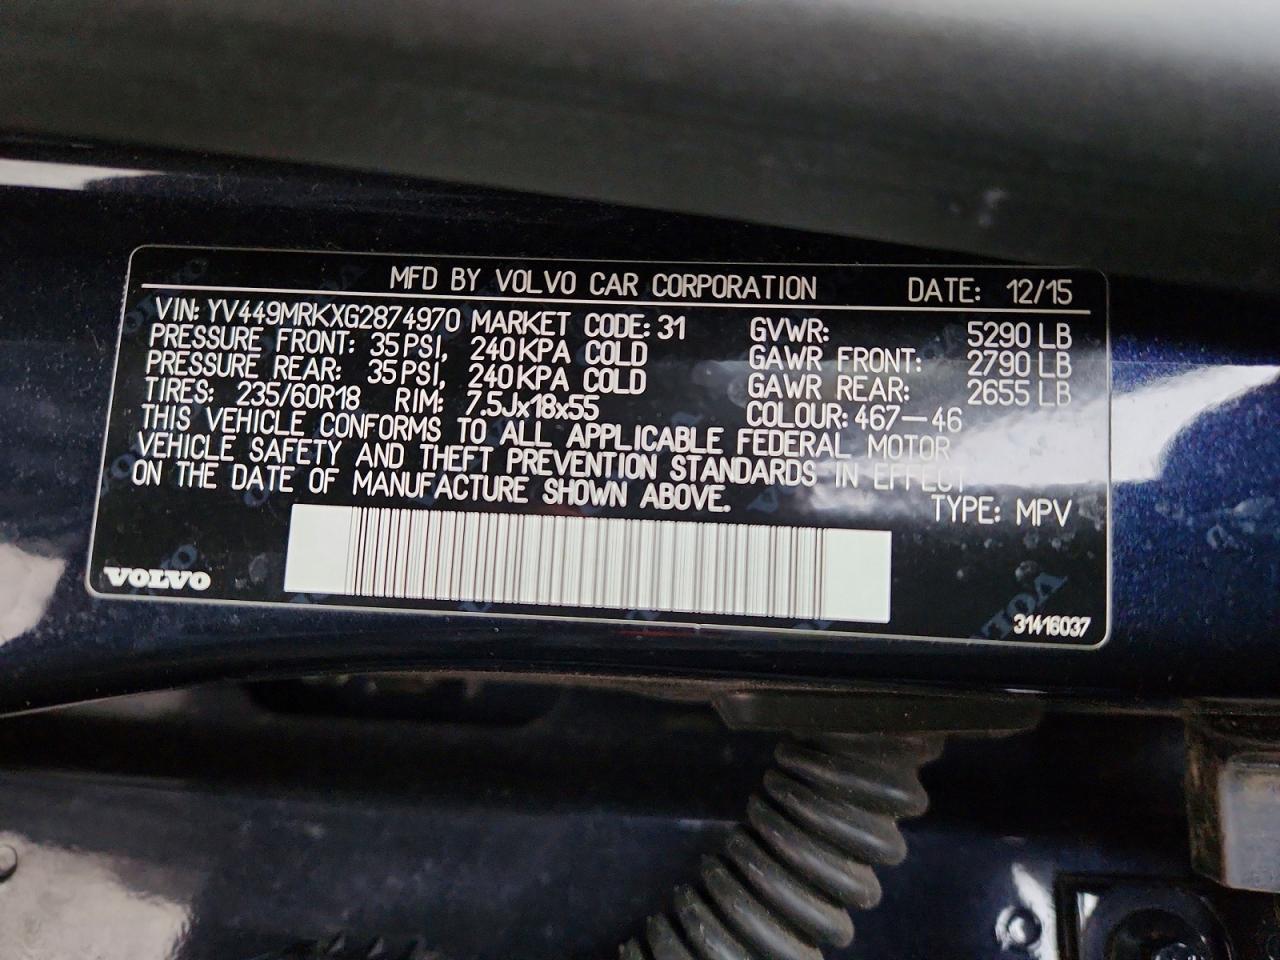 MFD BY VOLVO CAR CORPORATION DATE: 12/15
VIN: YV449MRKXG2874970 MARKET CODE: 31 GVWR: 5290 LB
PRESSURE FRONT: 35 PSI, 240 KPA COLD GAWR FRONT: 2790 LB
PRESSURE REAR: 35 PSI, 240 KPA COLD GAWR REAR: 2655 LB
TIRES: 235/60R18 RIM: 7.5Jx18x55 COLOUR: 467-46
THIS VEHICLE CONFORMS TO ALL APPLICABLE FEDERAL MOTOR
VEHICLE SAFETY AND THEFT PREVENTION STANDARDS IN EFFECT
ON THE DATE OF MANUFACTURE SHOWN ABOVE. TYPE: MPV
VOLVO
31416037